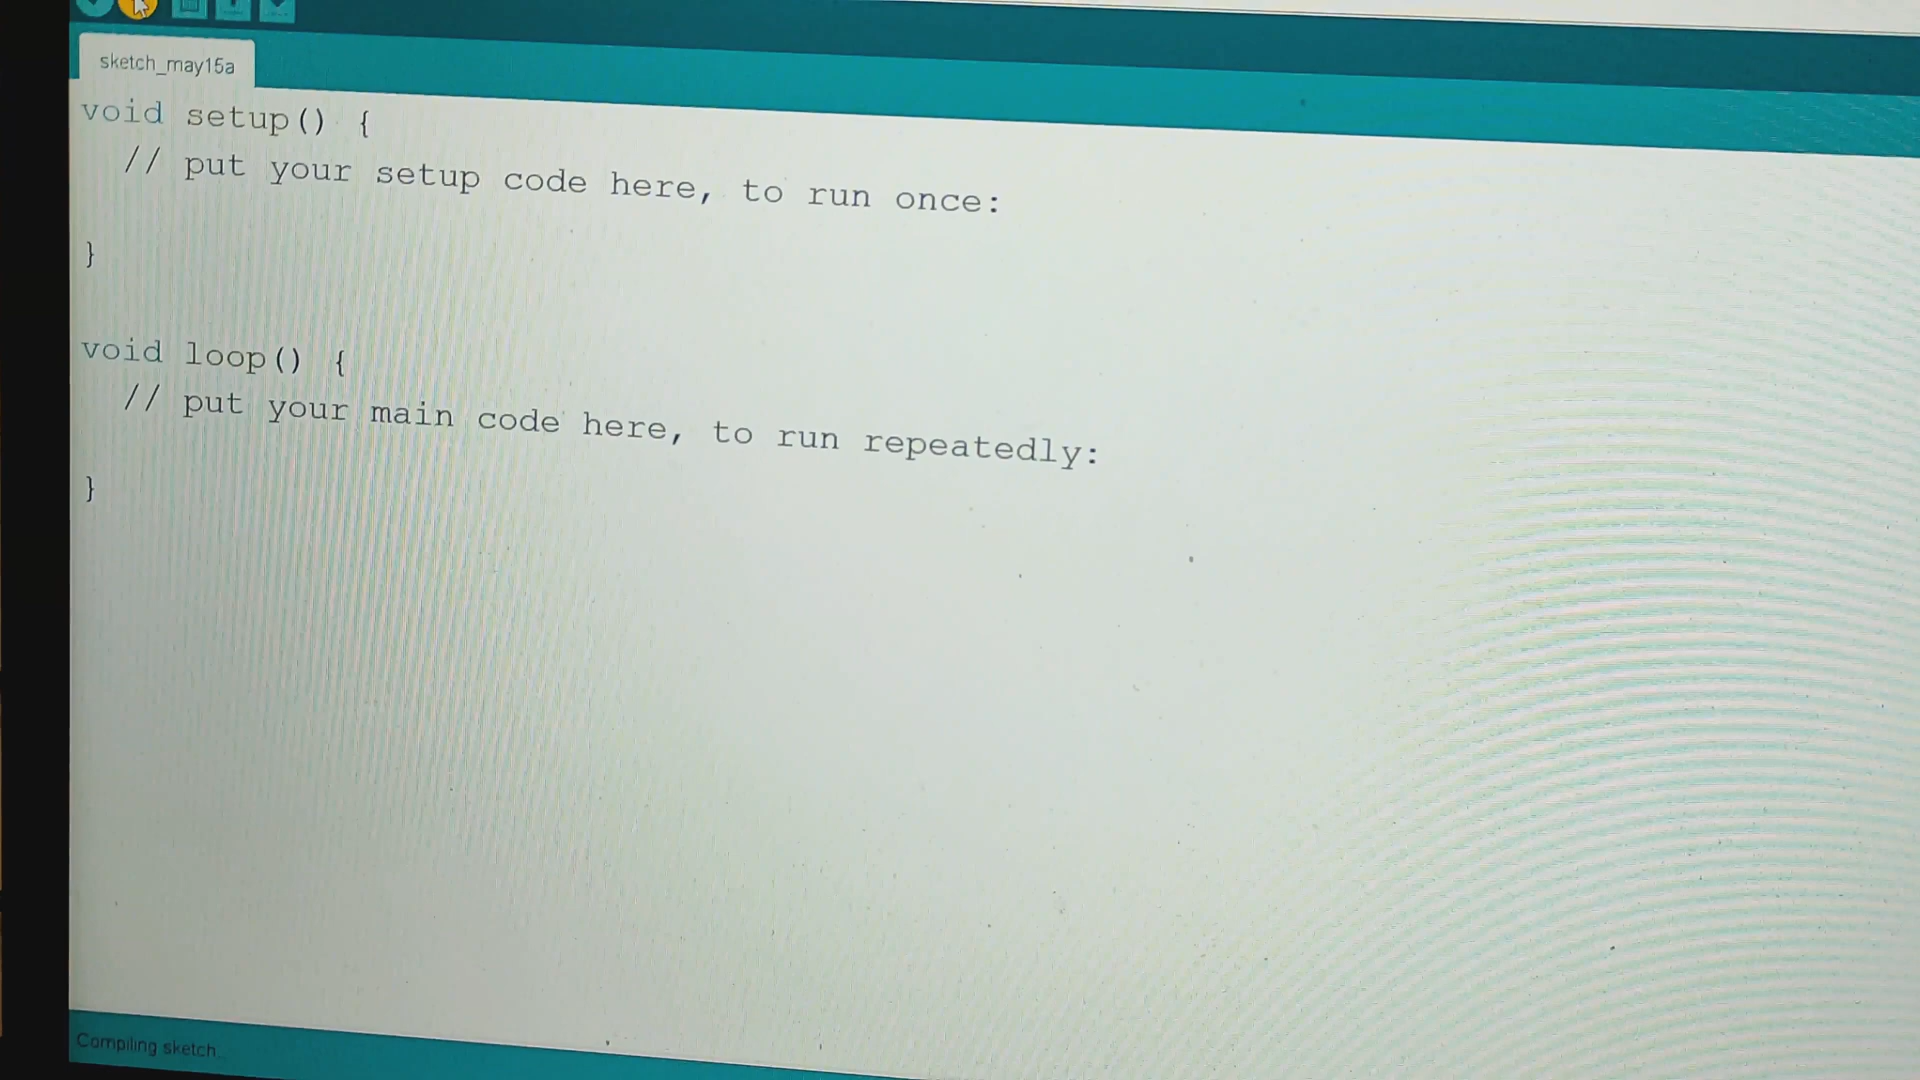 sketch_may15a
void setup() {
// put your setup code here, to run once:
}
void loop() {
// put your main code here, to run repeatedly:
}
Compiling sketch...